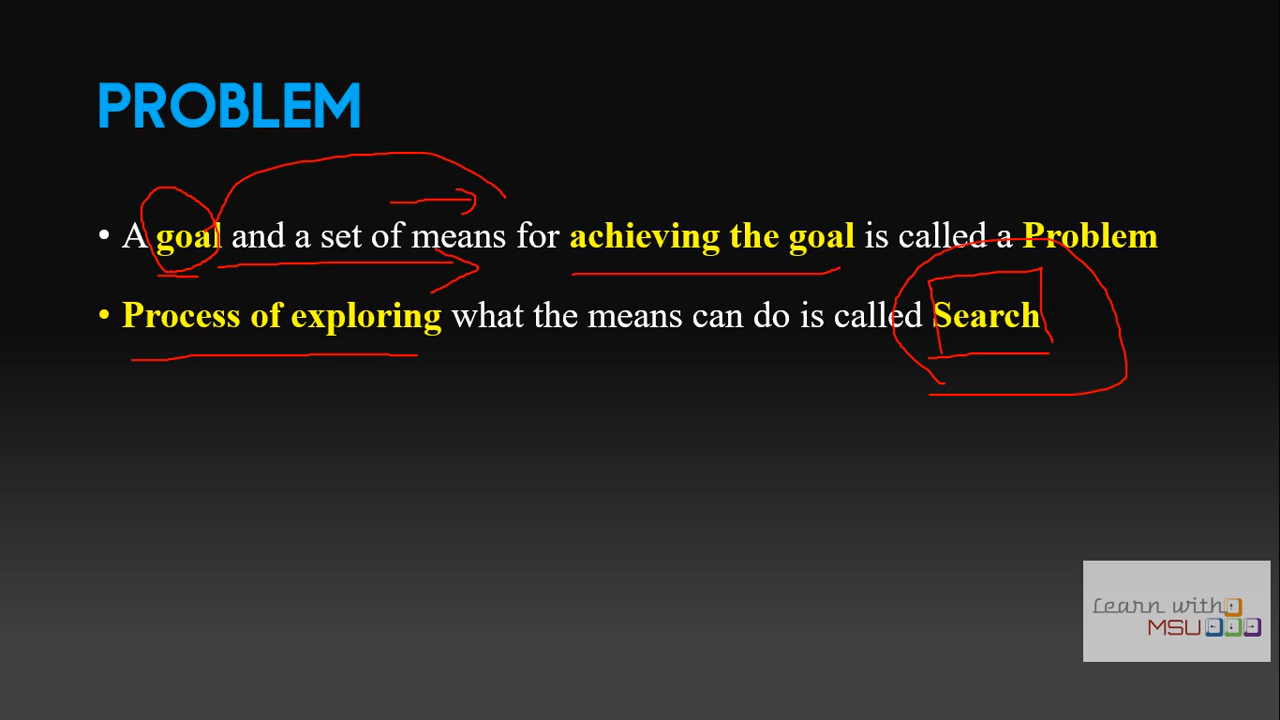 PROBLEM
• A goal and a set of means for achieving the goal is called a Problem
• Process of exploring what the means can do is called Search
Learn with
MSU